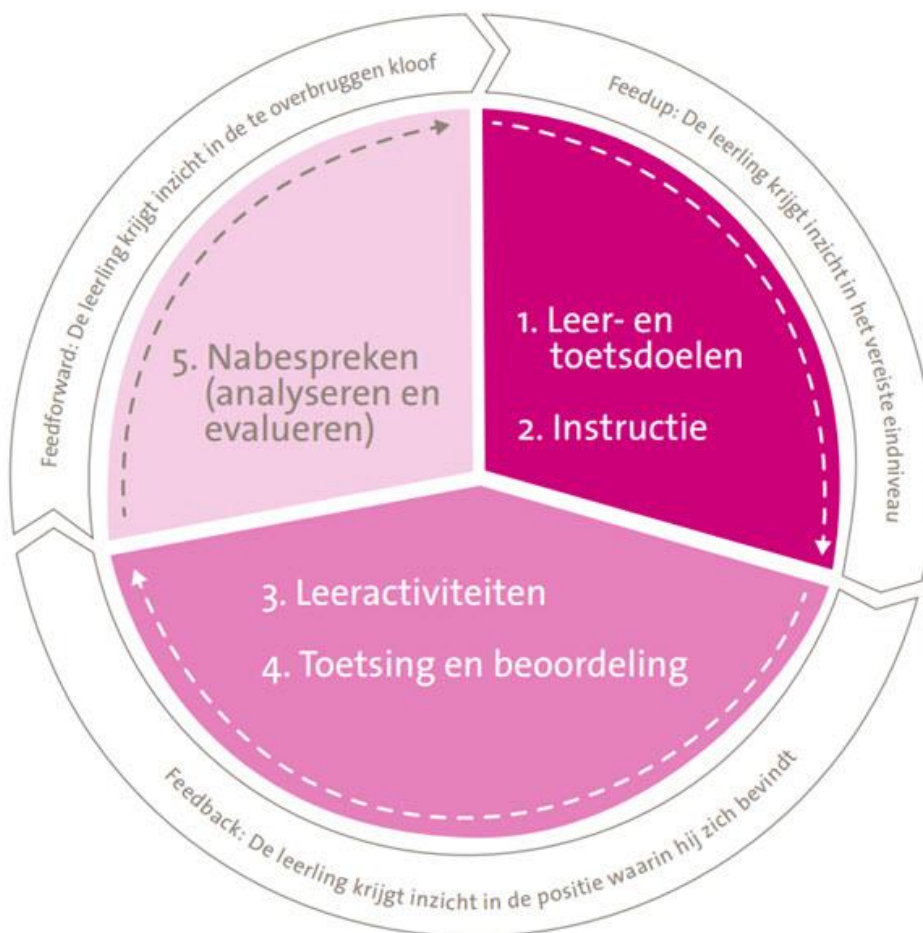 Feedup: De leerling krijgt inzicht in het vereiste eindniveau
1. Leer- en
toetsdoelen
2. Instructie
3. Leeractiviteiten
4. Toetsing en beoordeling
Feedback: De leerling krijgt inzicht in de positie waarin hij zich bevindt
5. Nabespreken
(analyseren en
evalueren)
Feedforward: De leerling krijgt inzicht in de te overbruggen kloof